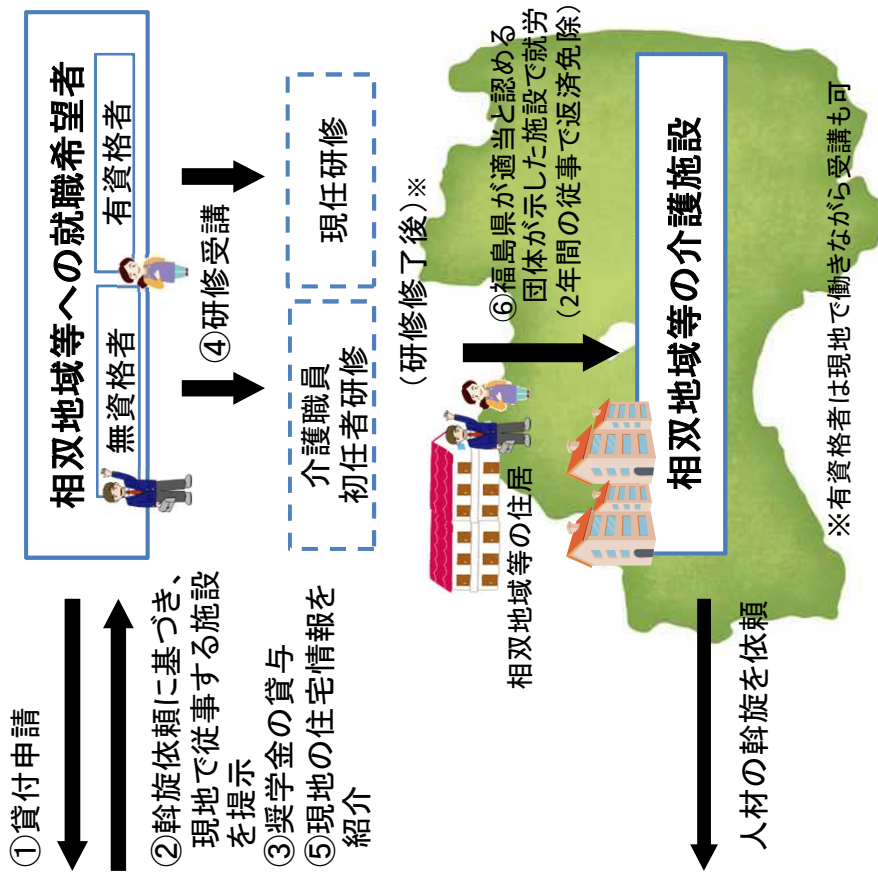 ①貸付申請
②斡旋依頼に基づき、
現地で従事する施設
を提示
③奨学金の貸与
⑤現地の住宅情報を
紹介
相双地域等への就職希望者
無資格者
有資格者
④研修受講
介護職員
初任者研修
現任研修
(研修修了後)※
相双地域等の住居
⑥福島県が適当と認める
団体が示した施設で就労
(2年間の従事で返済免除)
相双地域等の介護施設
人材の斡旋を依頼
※有資格者は現地で働きながら受講も可